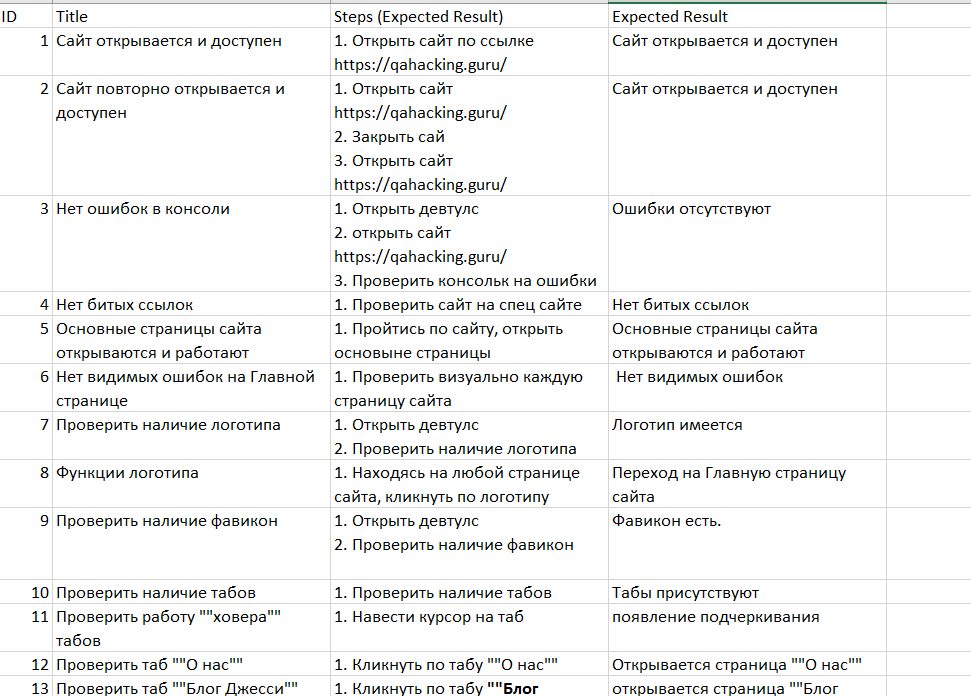 ID Title Steps (Expected Result) Expected Result
1 Сайт открывается и доступен 1. Открыть сайт по ссылке Сайт открывается и доступен
https://qahacking.guru/
2 Сайт повторно открывается и 1. Открыть сайт Сайт открывается и доступен
доступен https://qahacking.guru/
2. Закрыть сай
3. Открыть сайт
https://qahacking.guru/
3 Нет ошибок в консоли 1. Открыть девтулс Ошибки отсутствуют
2. открыть сайт
https://qahacking.guru/
3. Проверить консольк на ошибки
4 Нет битых ссылок 1. Проверить сайт на спец сайте Нет битых ссылок
5 Основные страницы сайта 1. Пройтись по сайту, открыть Основные страницы сайта
открываются и работают основыне страницы открываются и работают
6 Нет видимых ошибок на Главной 1. Проверить визуально каждую Нет видимых ошибок
странице страницу сайта
7 Проверить наличие логотипа 1. Открыть девтулс Логотип имеется
2. Проверить наличие логотипа
8 Функции логотипа 1. Находясь на любой странице Переход на Главную страницу
сайта, кликнуть по логотипу сайта
9 Проверить наличие фавикон 1. Открыть девтулс Фавикон есть.
2. Проверить наличие фавикон
10 Проверить наличие табов 1. Проверить наличие табов Табы присутствуют
11 Проверить работу ""ховера"" 1. Навести курсор на таб появление подчеркивания
табов
12 Проверить таб ""О нас"" 1. Кликнуть по табу ""О нас"" Открывается страница ""О нас""
13 Проверить таб ""Блог Джесси"" 1. Кликнуть по табу ""Блог открывается страница ""Блог